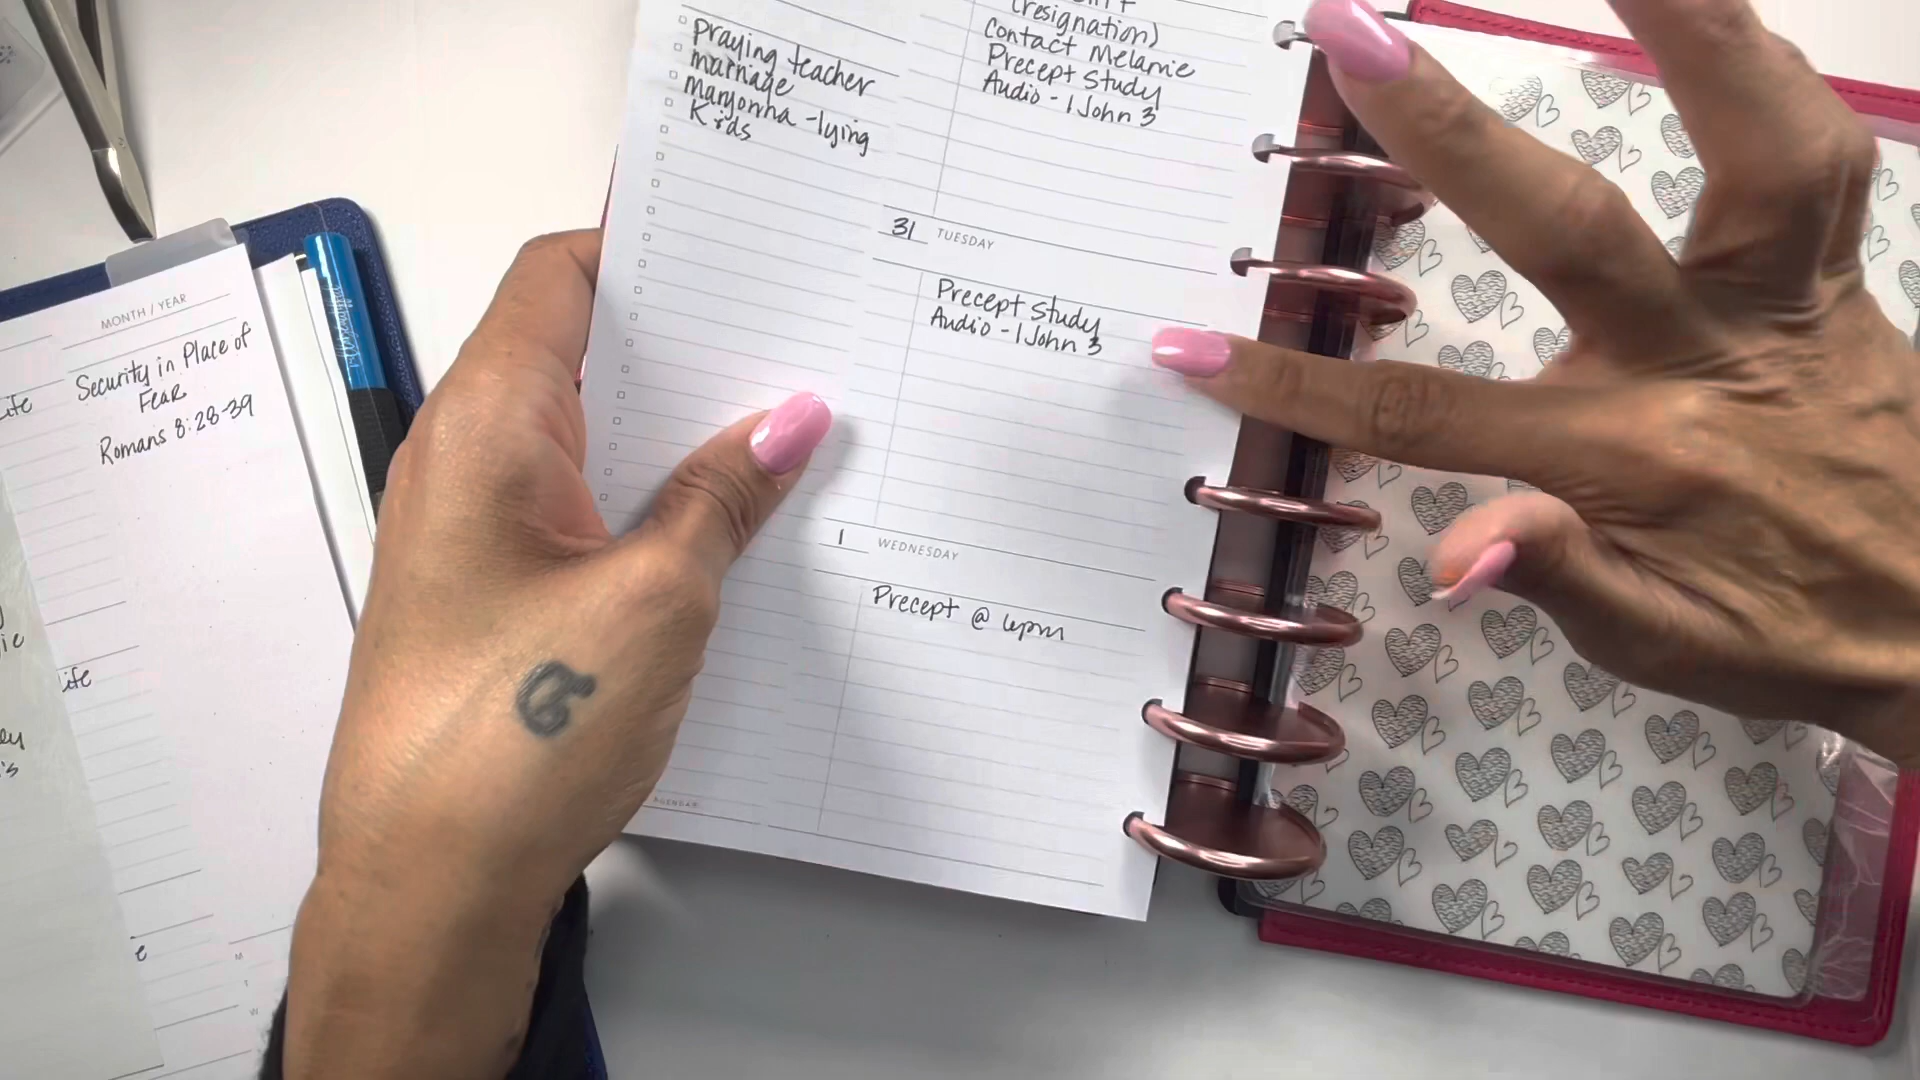 MONTH / YEAR
Security in Place of
Fear
Romans 8:28-39
ife
praying teacher
marriage
maryonna - lying
Kids
(resignation)
Contact Melanie
Precept Study
Audio - 1 John 3
31 TUESDAY
Precept Study
Audio - 1 John 3
1 WEDNESDAY
Precept @ 6pm
AGENDAS
M
T
W